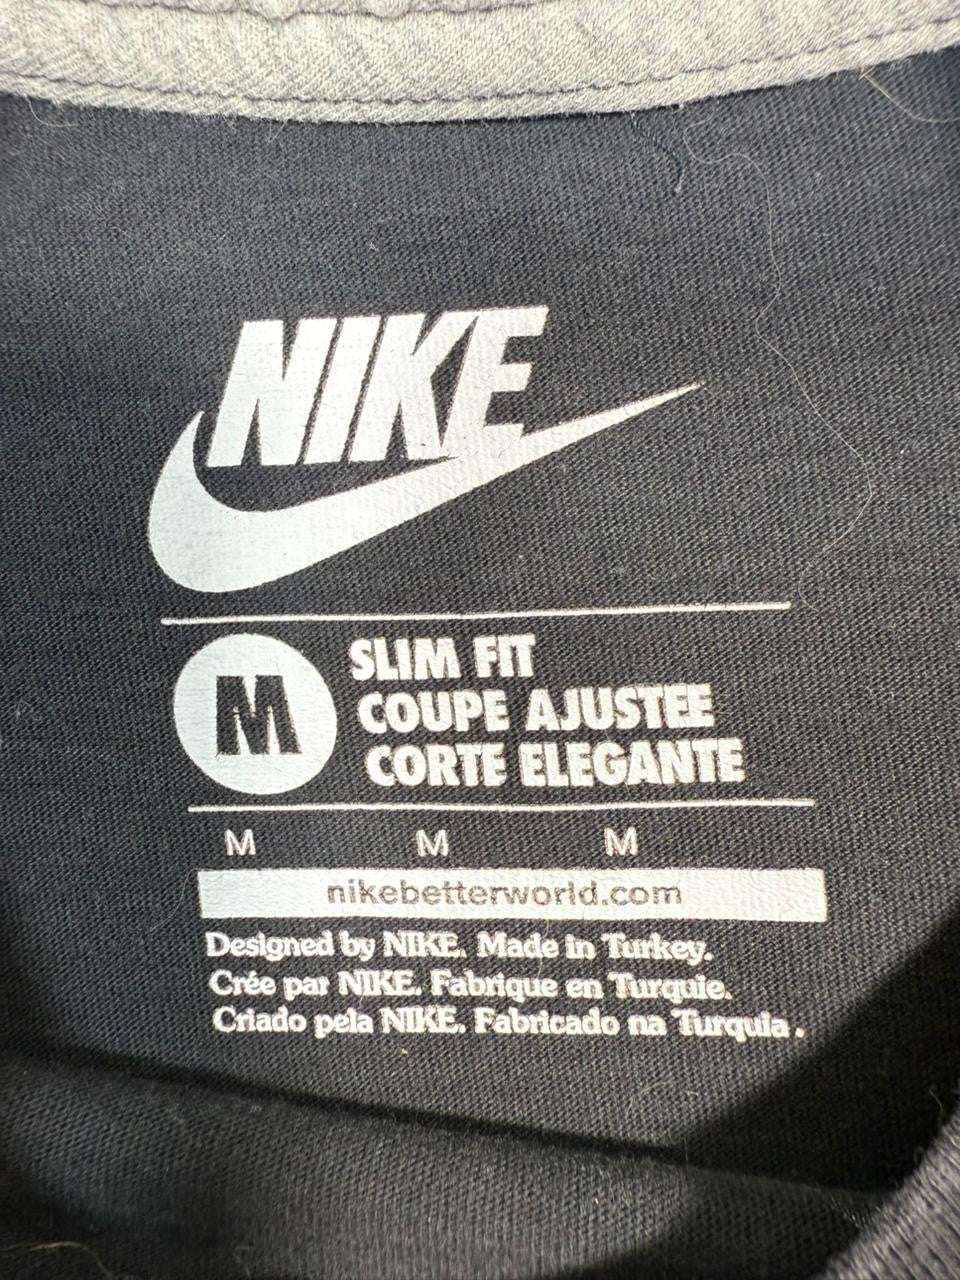 NIKE
M
SLIM FIT
COUPE AJUSTEE
CORTE ELEGANTE
M M M
nikebetterworld.com
Designed by NIKE. Made in Turkey.
Crée par NIKE. Fabrique en Turquie.
Criado pela NIKE. Fabricado na Turquia.